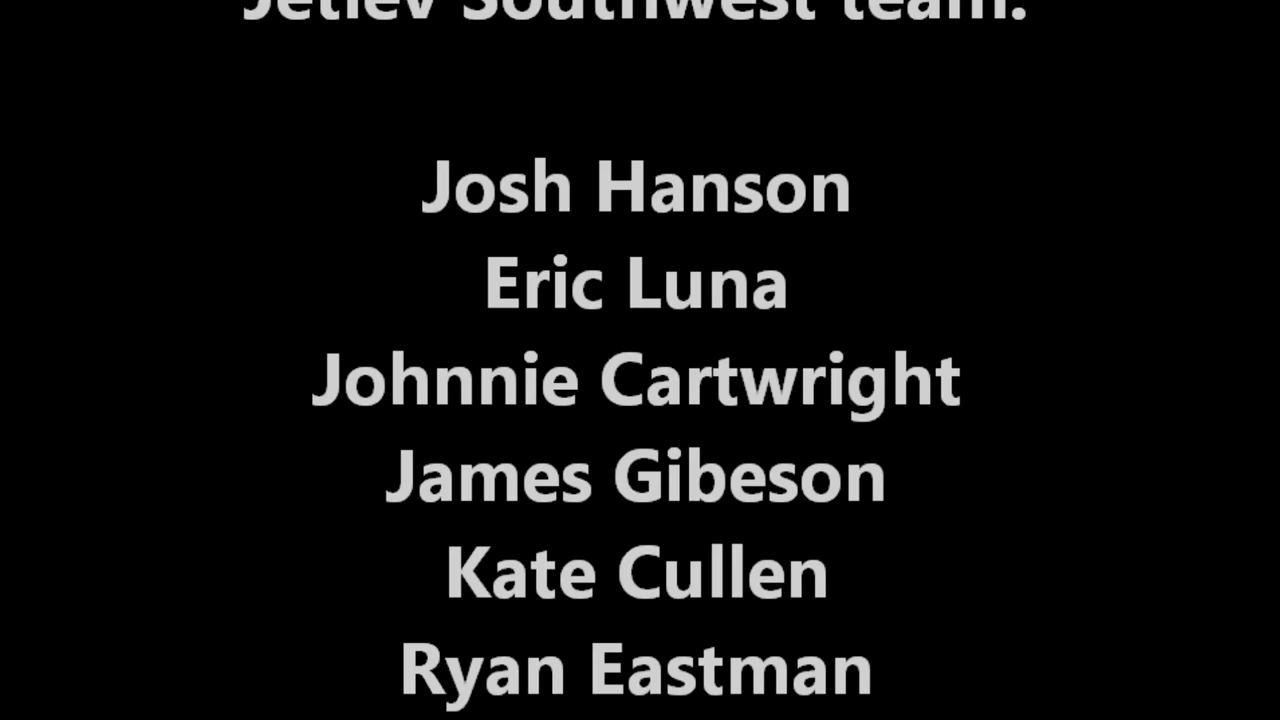 Jetlev Southwest team.
Josh Hanson
Eric Luna
Johnnie Cartwright
James Gibeson
Kate Cullen
Ryan Eastman